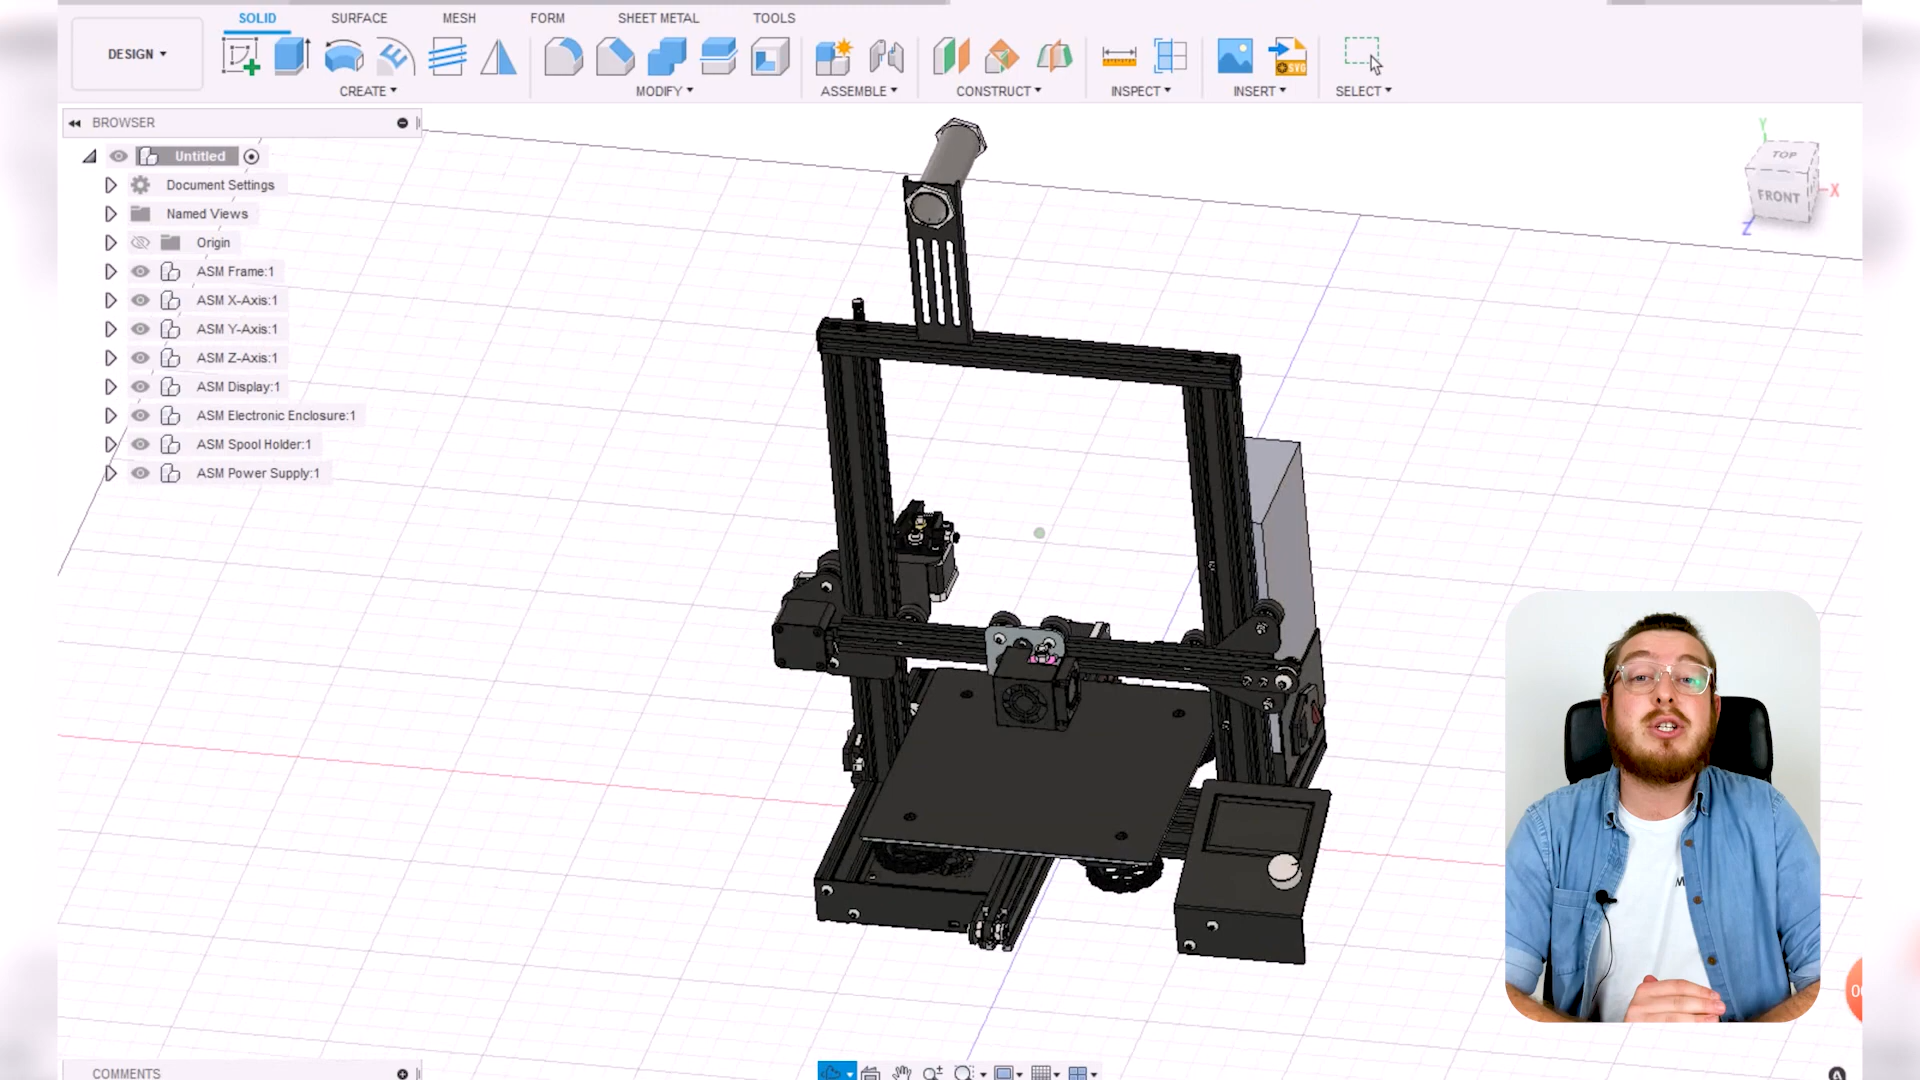 SOLID SURFACE MESH FORM SHEET METAL TOOLS
DESIGN
SVG
CREATE MODIFY ASSEMBLE CONSTRUCT INSPECT INSERT SELECT
BROWSER
Untitled
Document Settings
Named Views
Origin
ASM Frame:1
ASM X-Axis:1
ASM Y-Axis:1
ASM Z-Axis:1
ASM Display:1
ASM Electronic Enclosure:1
ASM Spool Holder:1
ASM Power Supply:1
Y
TOP
X
FRONT
Z
COMMENTS